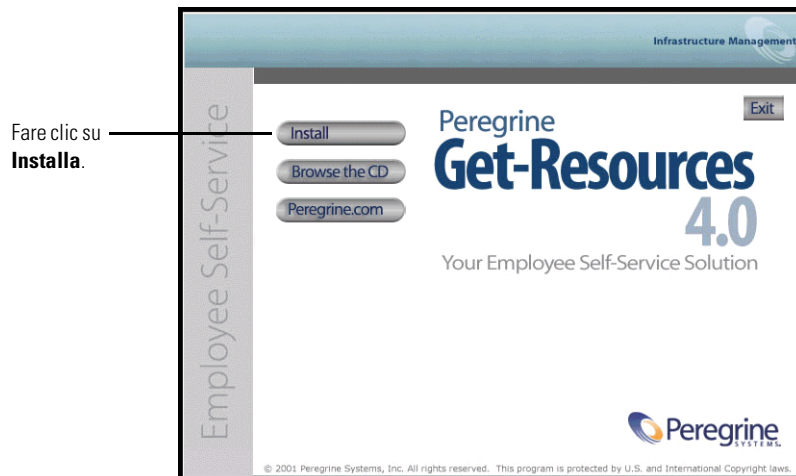 Infrastructure Management
Exit
Fare clic su
Installa.
Install
Browse the CD
Peregrine.com
Employee Self-Service
Peregrine
Get-Resources
4.0
Your Employee Self-Service Solution
Peregrine
SYSTEMS
© 2001 Peregrine Systems, Inc. All rights reserved. This program is protected by U.S. and International Copyright laws.